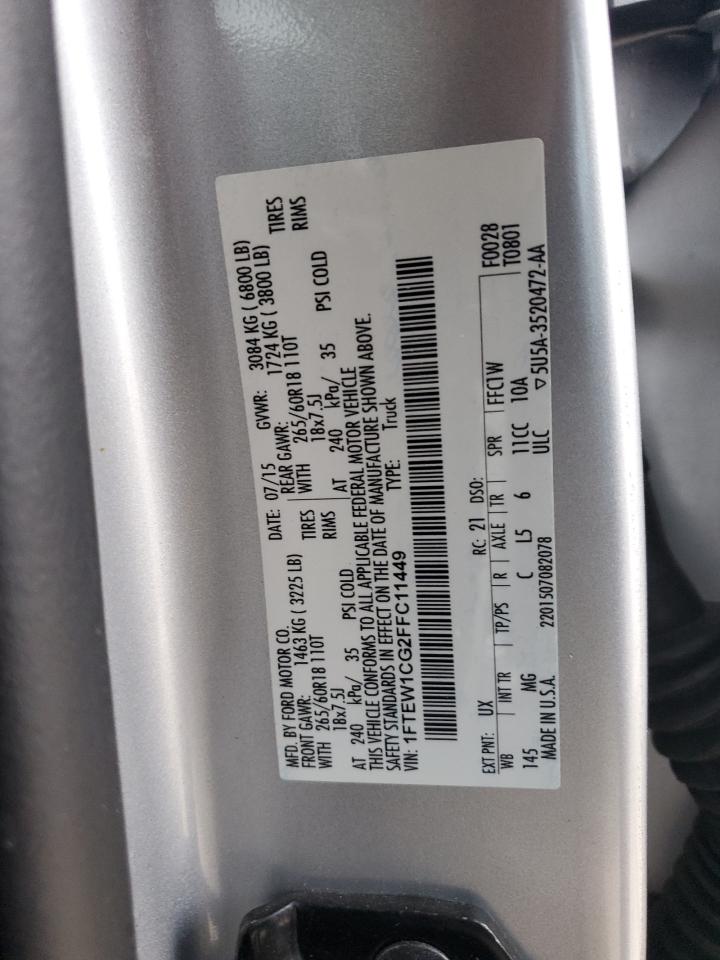 MFD. BY FORD MOTOR CO.
DATE: 07/15 GVWR: 3084 KG ( 6800 LB)
FRONT GAWR: 1463 KG ( 3225 LB) REAR GAWR: 1724 KG ( 3800 LB)
WITH 265/60R18 110T TIRES WITH 265/60R18 110T TIRES
18x7.5J RIMS 18x7.5J RIMS
AT 240 kPa/ 35 PSI COLD AT 240 kPa/ 35 PSI COLD
THIS VEHICLE CONFORMS TO ALL APPLICABLE FEDERAL MOTOR VEHICLE
SAFETY STANDARDS IN EFFECT ON THE DATE OF MANUFACTURE SHOWN ABOVE.
VIN: 1FTEW1CG2FFC11449 TYPE: Truck
EXT PNT: UX RC: 21 DSO: F0028
WB INT TR TP/PS R AXLE TR SPR FFC1W T0801
145 MG C L5 6 11CC 10A
MADE IN U.S.A. 2201507082078 ULC ▽5U5A-3520472-AA